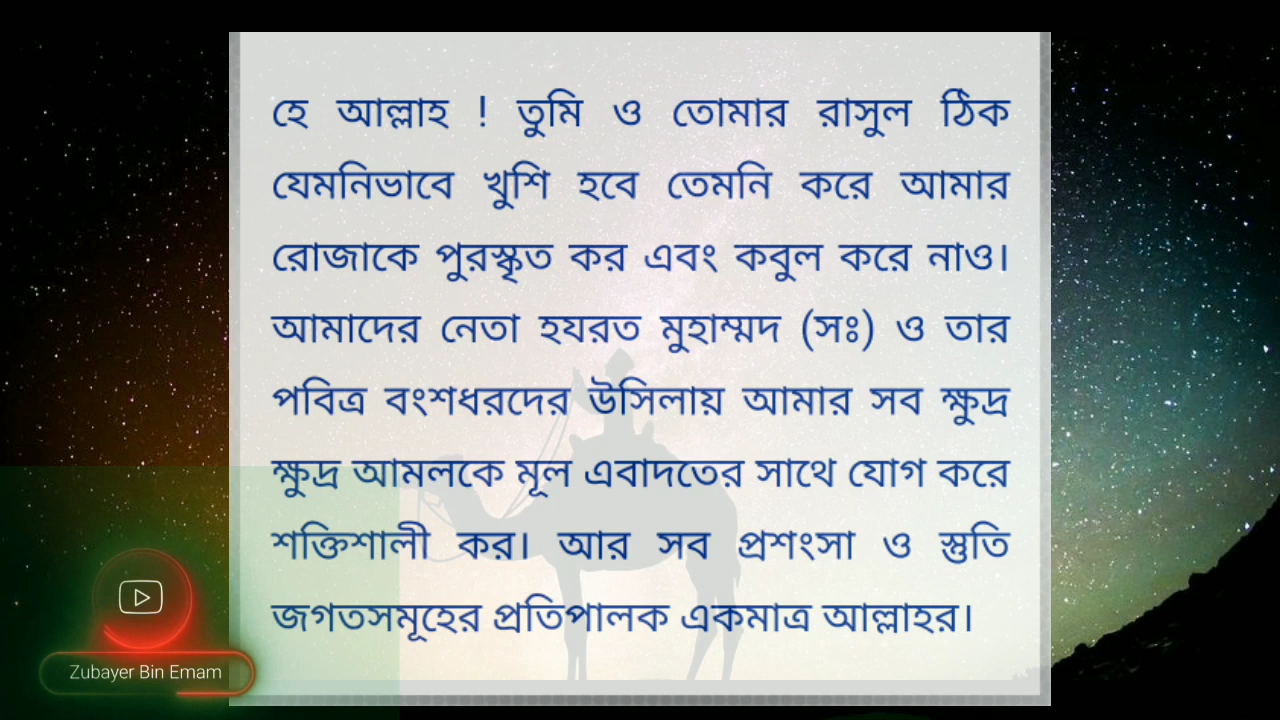 হে আল্লাহ ! তুমি ও তোমার রাসুল ঠিক
যেমনিভাবে খুশি হবে তেমনি করে আমার
রোজাকে পুরস্কৃত কর এবং কবুল করে নাও।
আমাদের নেতা হযরত মুহাম্মদ (সঃ) ও তার
পবিত্র বংশধরদের উসিলায় আমার সব ক্ষুদ্র
ক্ষুদ্র আমলকে মূল এবাদতের সাথে যোগ করে
শক্তিশালী কর। আর সব প্রশংসা ও স্তুতি
জগতসমূহের প্রতিপালক একমাত্র আল্লাহর।
Zubayer Bin Emam